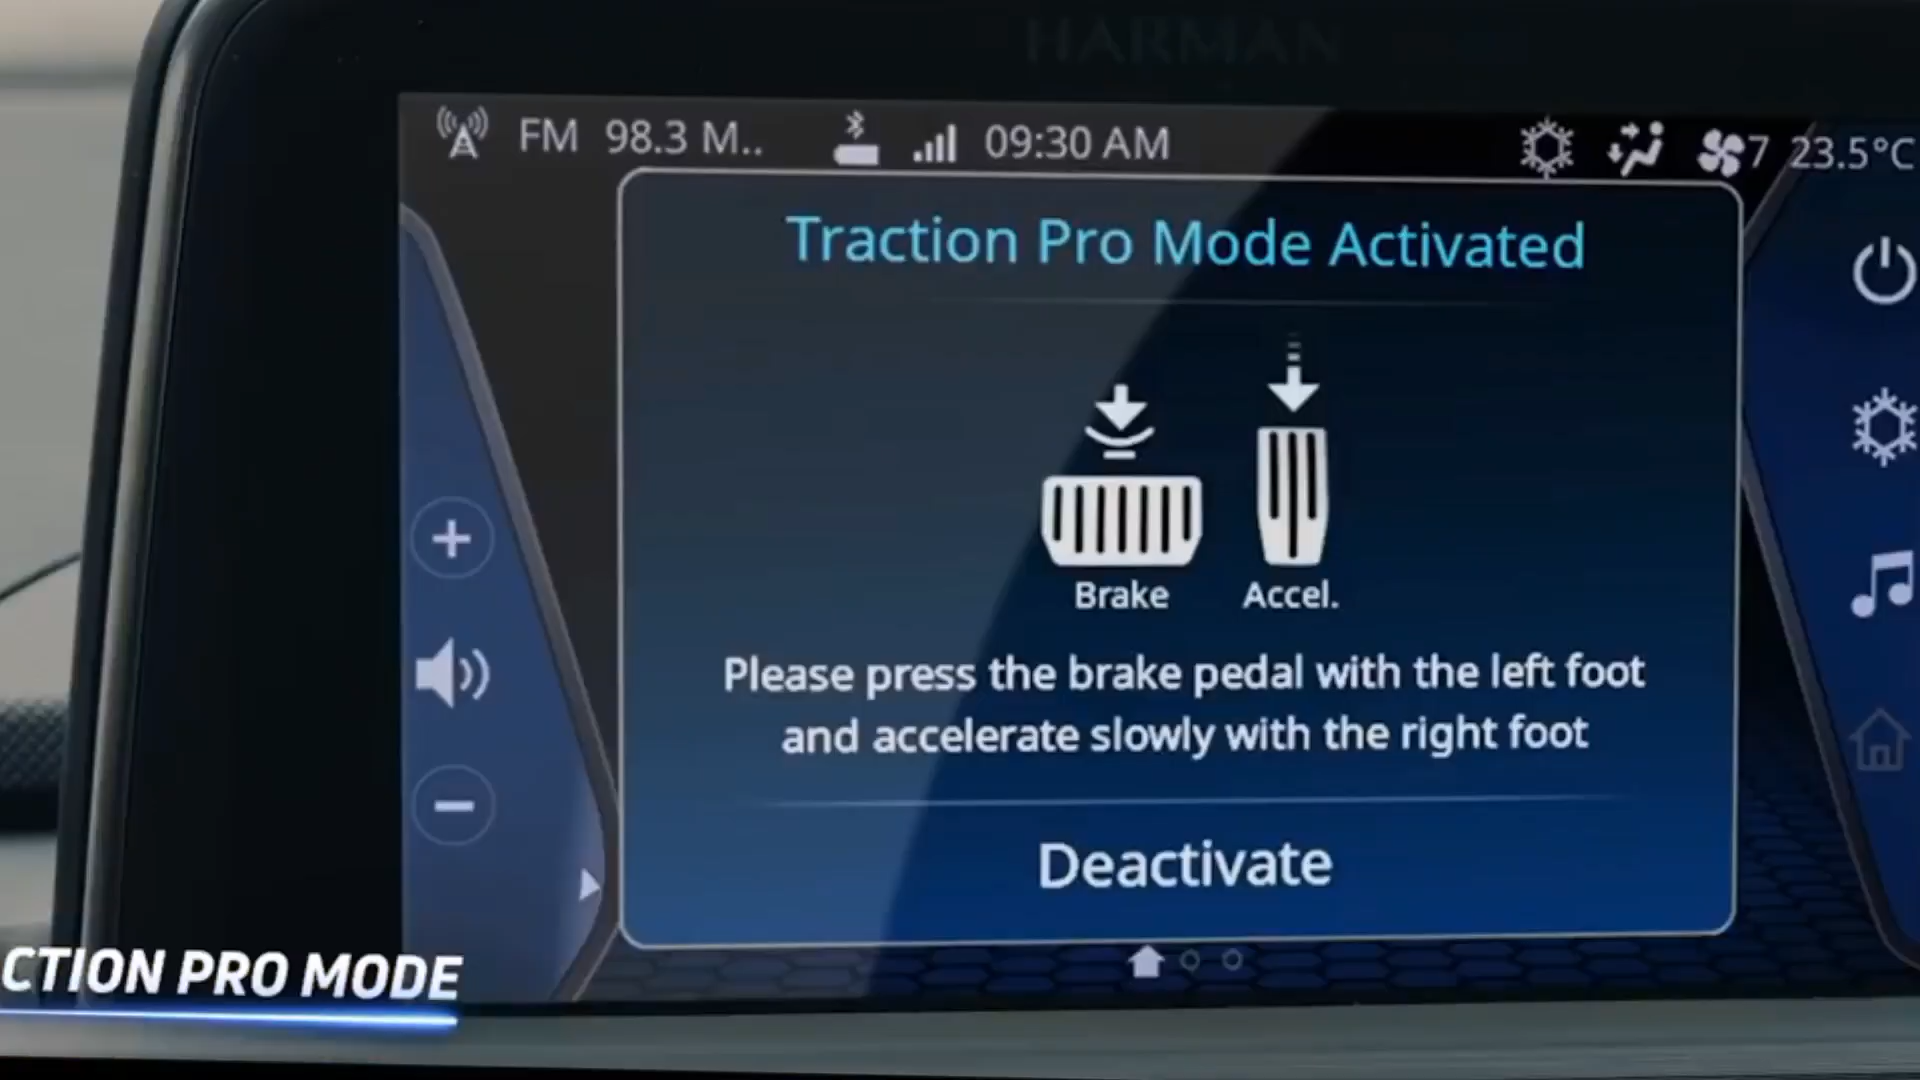 HARMAN
FM 98.3 M.. 09:30 AM 7 23.5°C
Traction Pro Mode Activated
Brake Accel.
Please press the brake pedal with the left foot
and accelerate slowly with the right foot
Deactivate
CTION PRO MODE